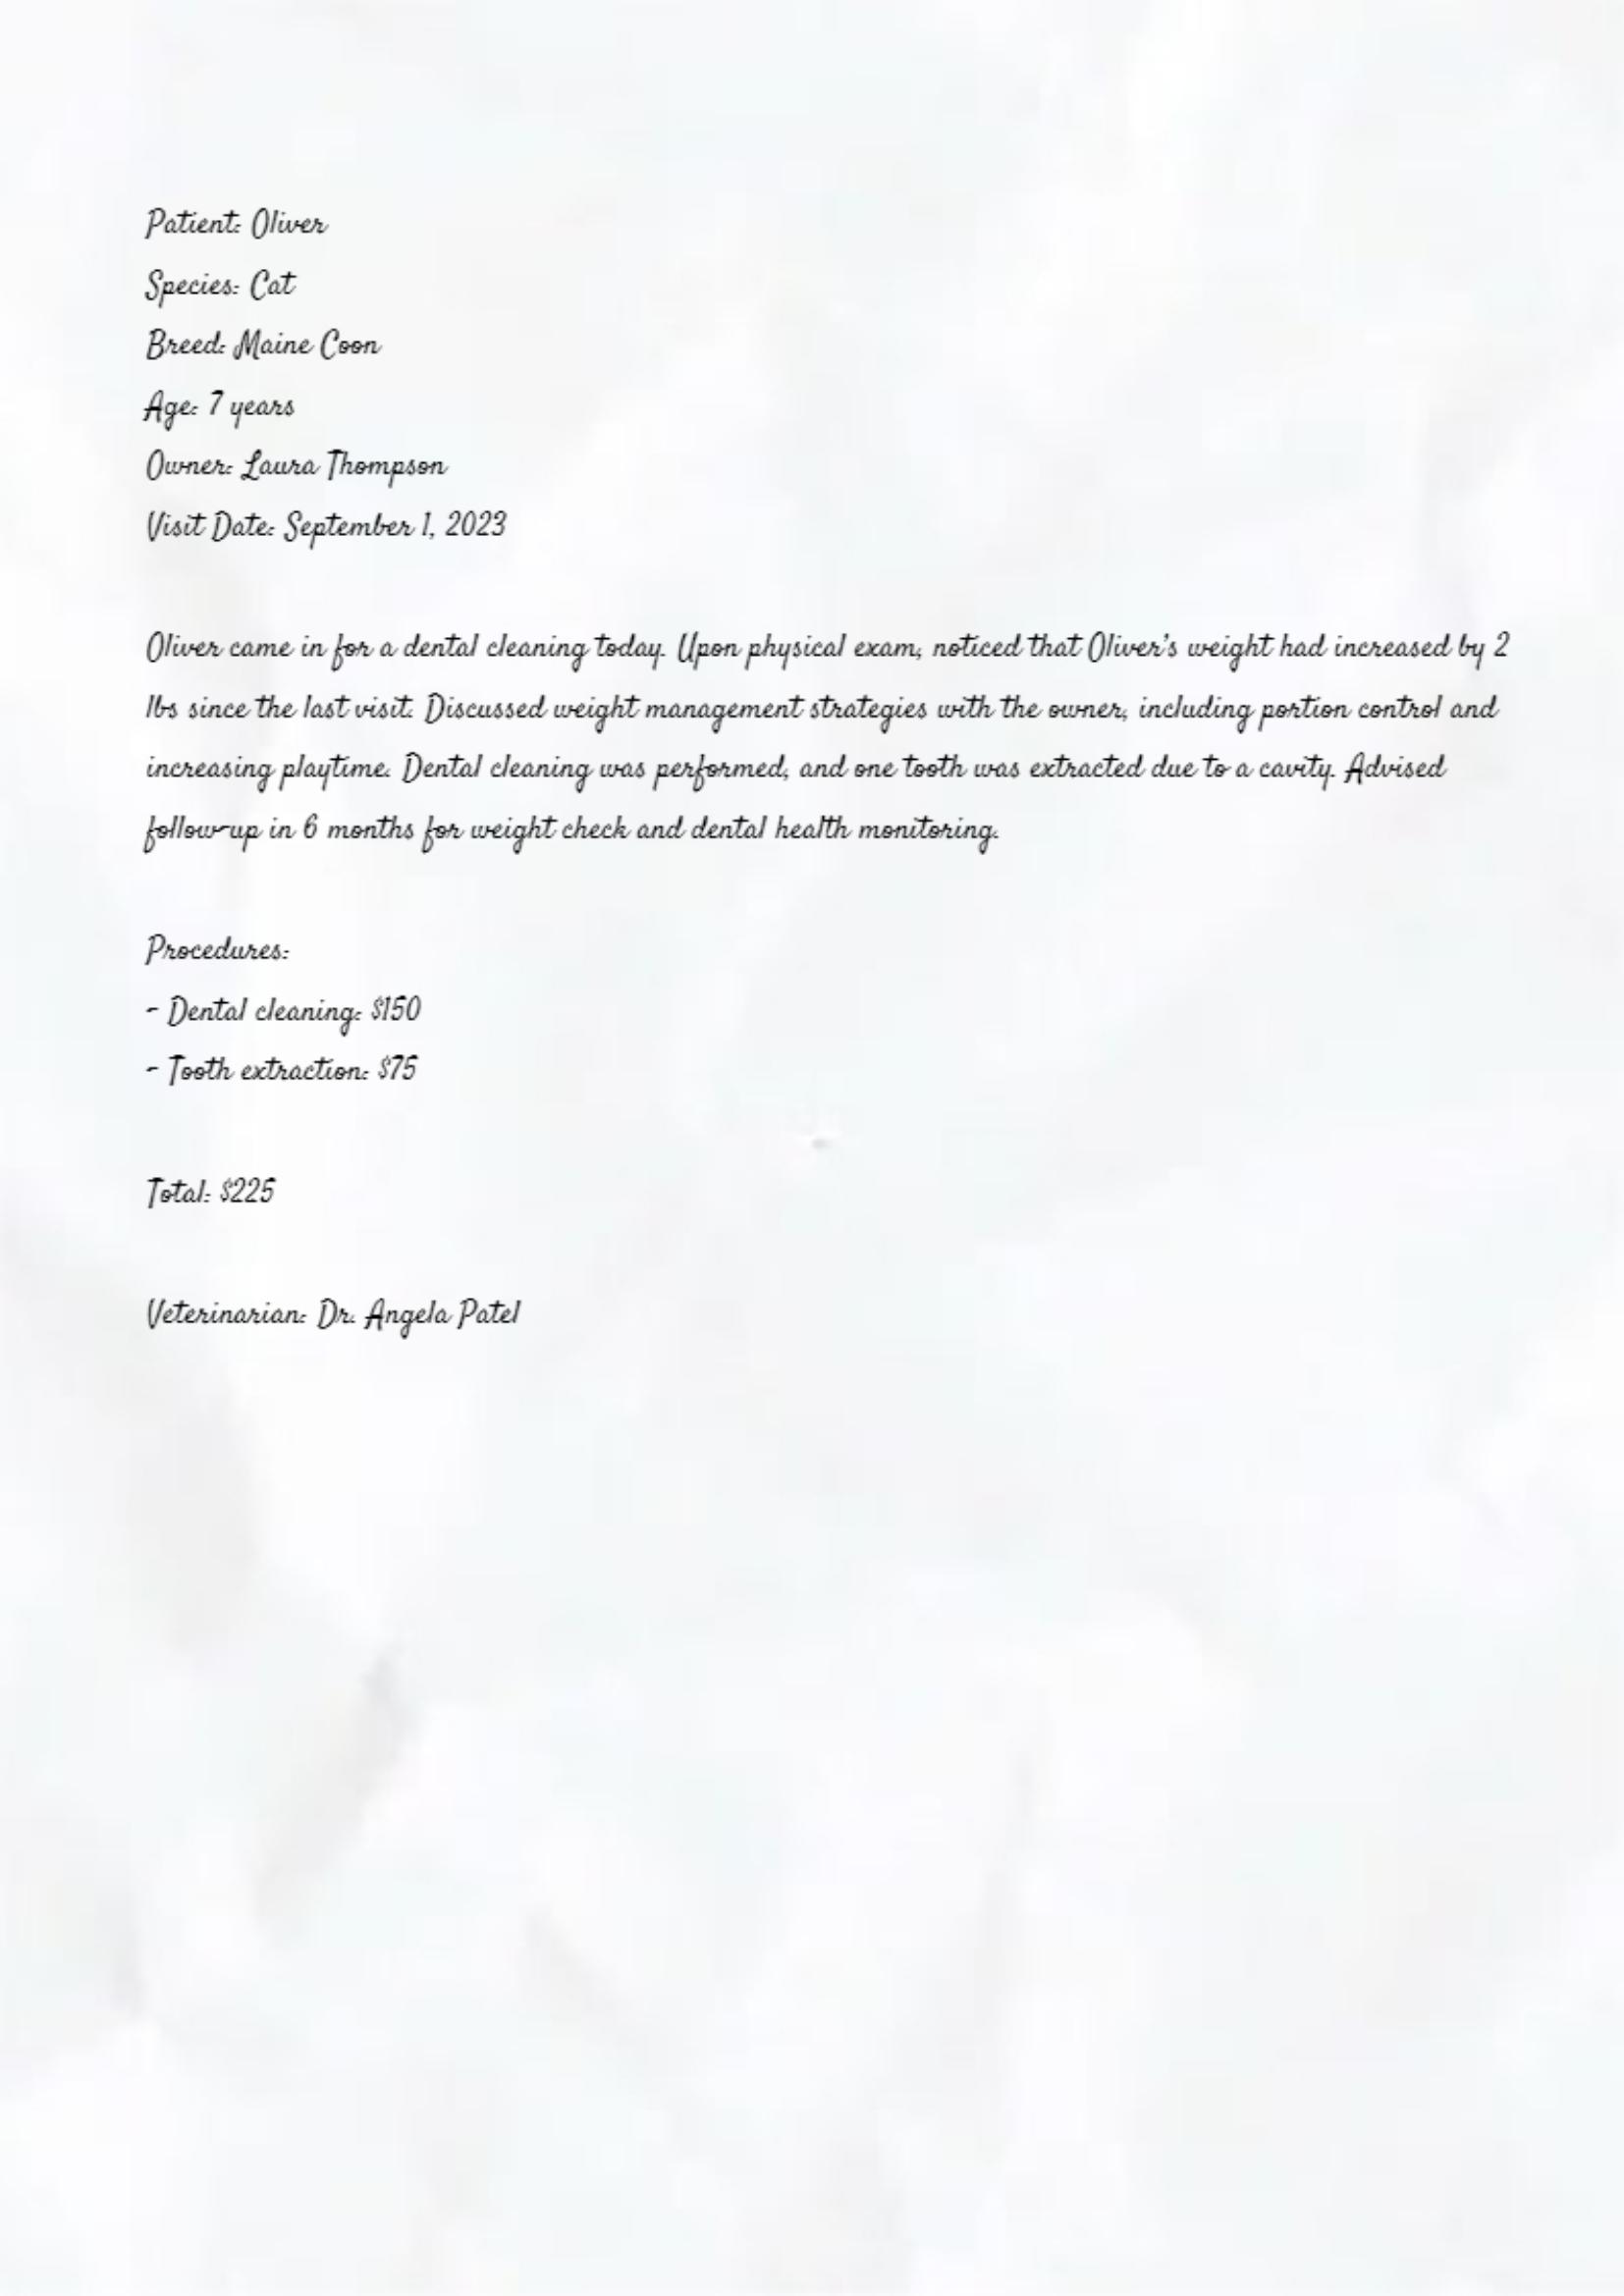 Patient: Oliver
Species: Cat
Breed: Maine Coon
Age: 7 years
Owner: Laura Thompson
Visit Date: September 1, 2023
Oliver came in for a dental cleaning today. Upon physical exam, noticed that Oliver's weight had increased by 2
lbs since the last visit. Discussed weight management strategies with the owner, including portion control and
increasing playtime. Dental cleaning was performed, and one tooth was extracted due to a cavity. Advised
follow-up in 6 months for weight check and dental health monitoring.
Procedures:
- Dental cleaning: $150
- Tooth extraction: $75
Total: $225
Veterinarian: Dr. Angela Patel